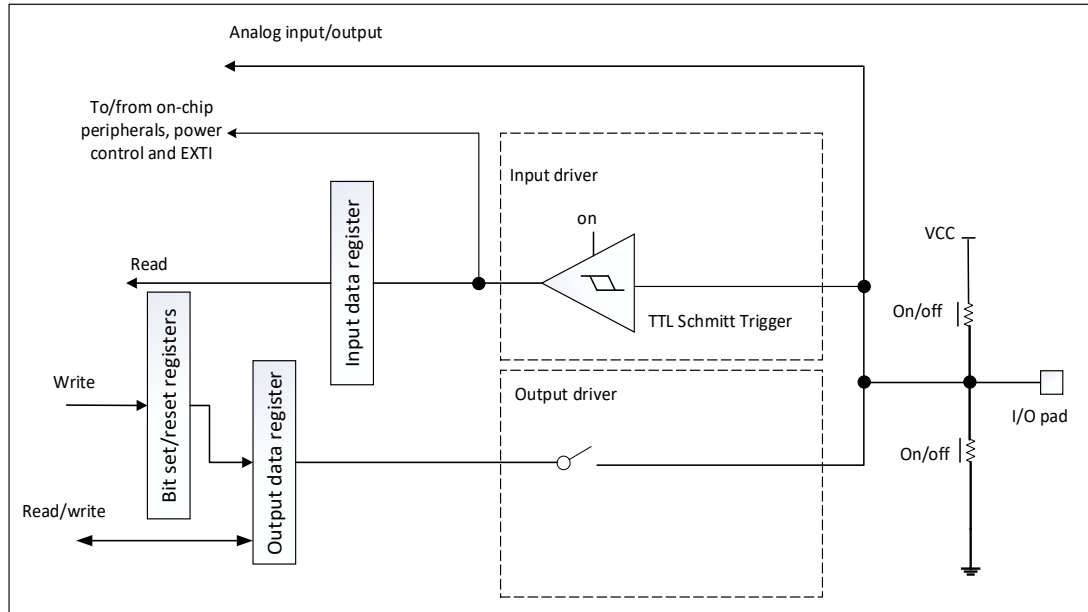 Analog input/output
To/from on-chip
peripherals, power
control and EXTI
Input driver
on
VCC
Read
Input data register
TTL Schmitt Trigger
On/off
Bit set/reset registers
Write
Output data register
Output driver
I/O pad
On/off
Read/write